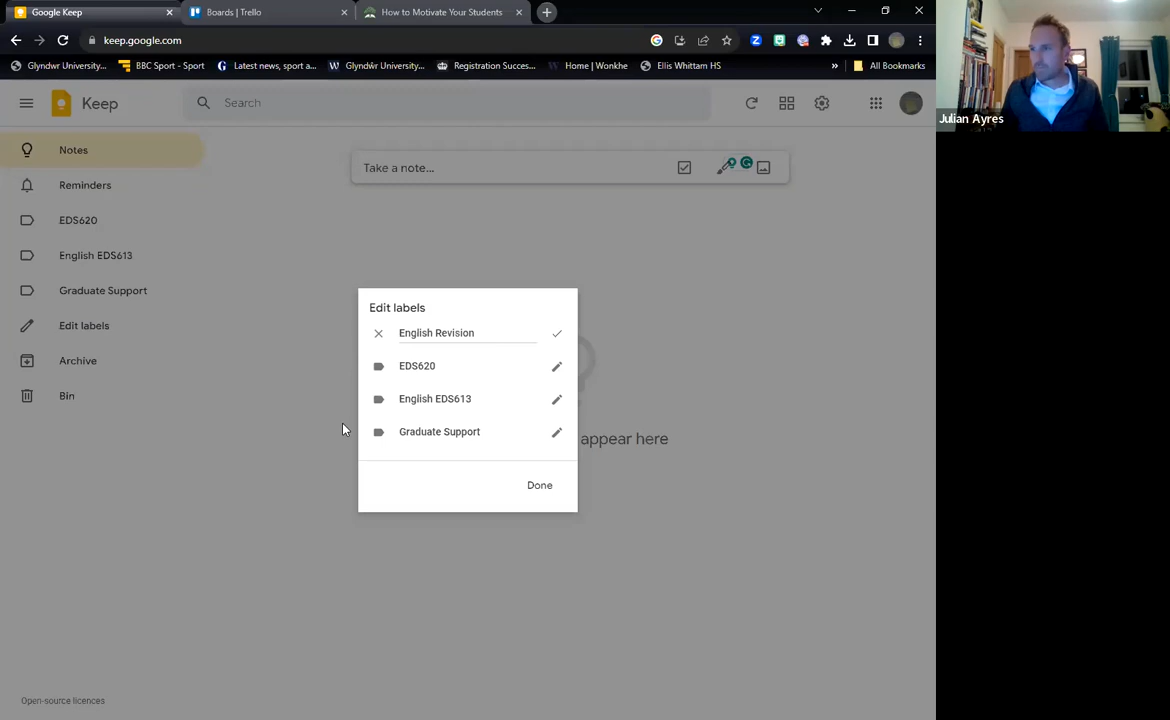 Google Keep
Boards | Trello
How to Motivate Your Students
keep.google.com
Glyndwr University...
BBC Sport - Sport
Latest news, sport a...
Glyndŵr University...
Registration Succes...
Home | Wonkhe
Ellis Whittam HS
»
All Bookmarks
Keep
Search
Julian Ayres
Notes
Take a note...
Reminders
EDS620
English EDS613
Graduate Support
Edit labels
Archive
Bin
Edit labels
English Revision
EDS620
English EDS613
Graduate Support
appear here
Done
Open-source licences